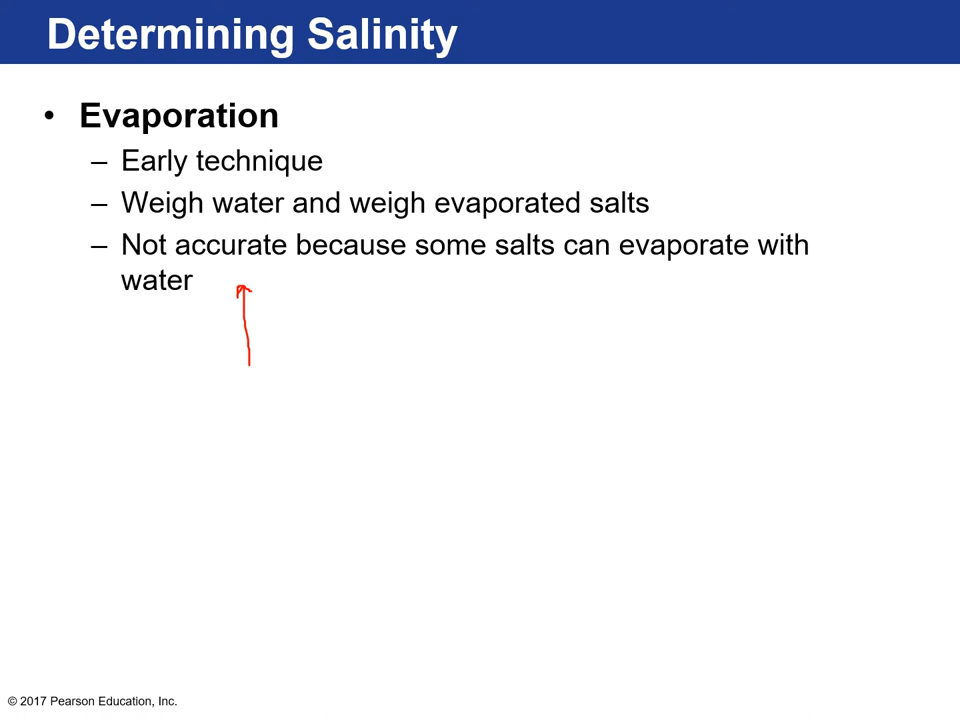 Determining Salinity
• Evaporation
– Early technique
– Weigh water and weigh evaporated salts
– Not accurate because some salts can evaporate with
water
© 2017 Pearson Education, Inc.